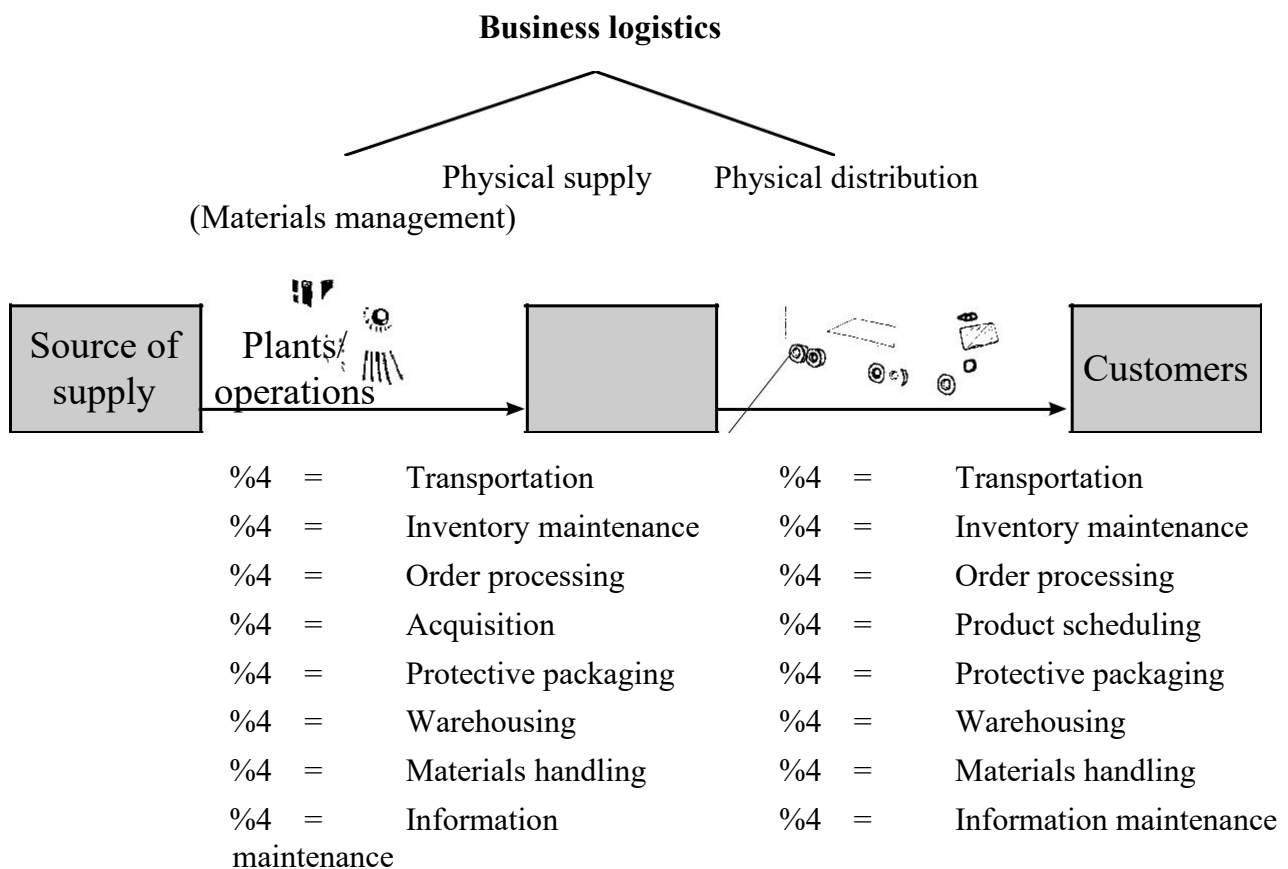 Business logistics
Physical supply Physical distribution
(Materials management)
Source of supply
Plants/
operations
Customers
%4 = Transportation
%4 = Inventory maintenance
%4 = Order processing
%4 = Acquisition
%4 = Protective packaging
%4 = Warehousing
%4 = Materials handling
%4 = Information
maintenance
%4 = Transportation
%4 = Inventory maintenance
%4 = Order processing
%4 = Product scheduling
%4 = Protective packaging
%4 = Warehousing
%4 = Materials handling
%4 = Information maintenance